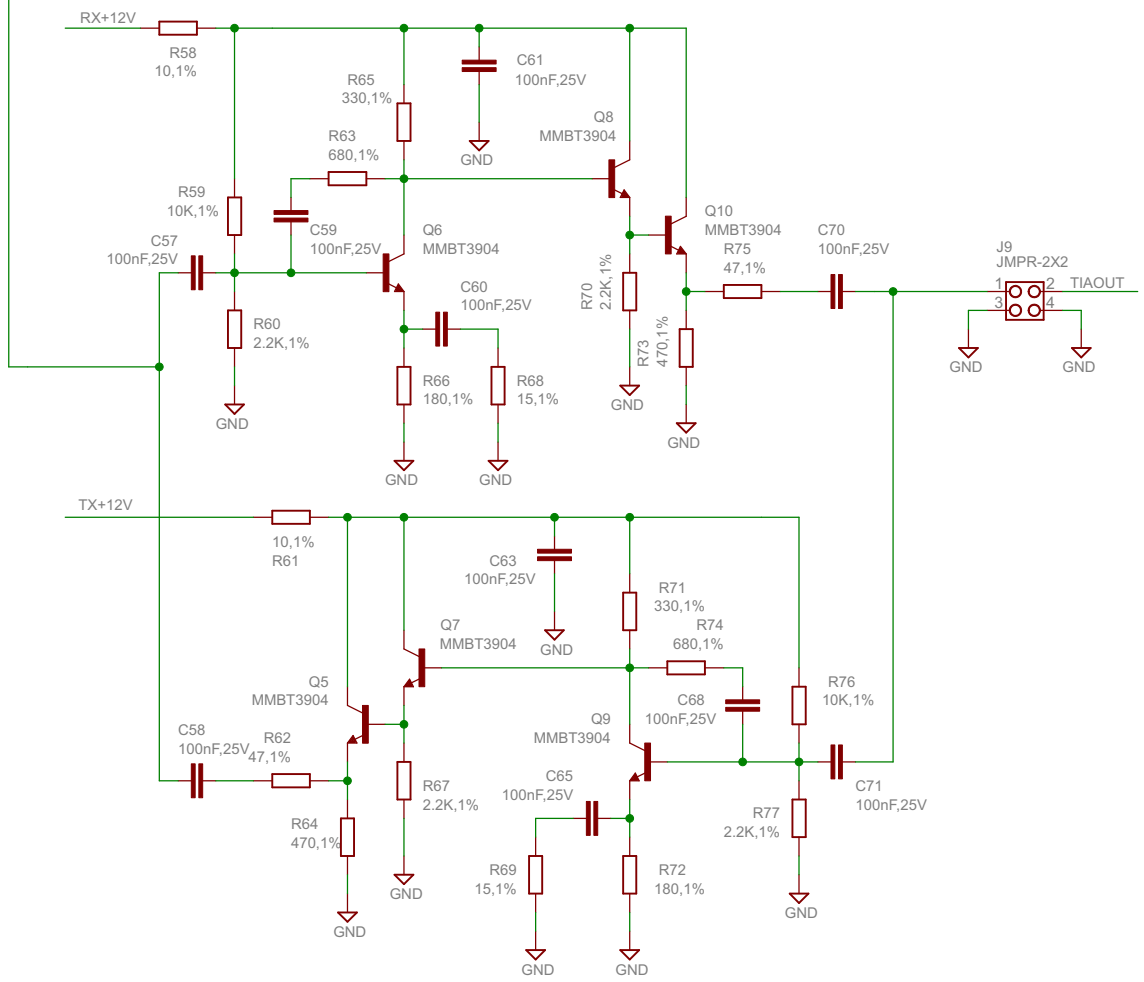 RX+12V
R58
10,1%
R65
330,1%
C61
100nF,25V
GND
R63
680,1%
Q8
MMBT3904
R59
10K,1%
C59
100nF,25V
Q6
MMBT3904
Q10
MMBT3904
C57
100nF,25V
C60
100nF,25V
R75
47,1%
C70
100nF,25V
J9
JMPR-2X2
1
2
3
4
TIAOUT
R70
2.2K,1%
R73
470,1%
R60
2.2K,1%
R66
180,1%
R68
15,1%
GND
GND
GND
GND
GND
GND
GND
TX+12V
10,1%
R61
C63
100nF,25V
GND
R71
330,1%
R74
680,1%
Q7
MMBT3904
Q5
MMBT3904
C68
100nF,25V
R76
10K,1%
Q9
MMBT3904
C58
100nF,25V
R62
47,1%
R67
2.2K,1%
C65
100nF,25V
C71
100nF,25V
R77
2.2K,1%
R64
470,1%
R69
15,1%
R72
180,1%
GND
GND
GND
GND
GND